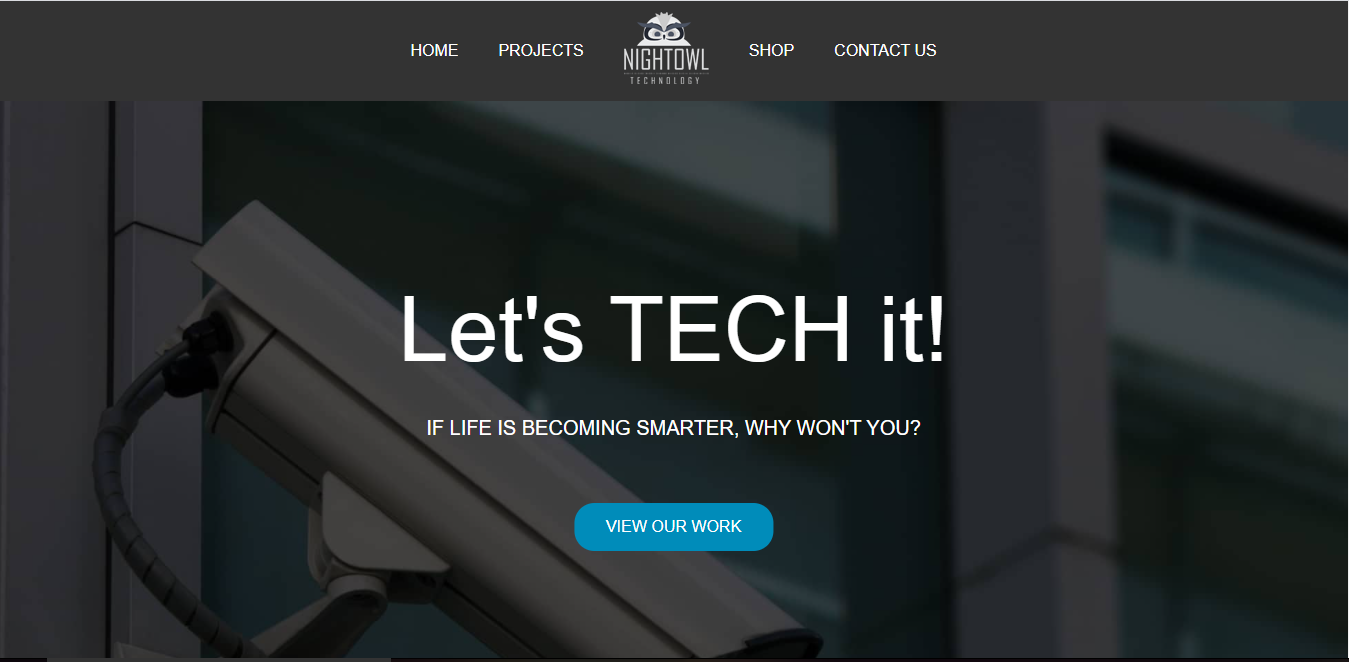 HOME PROJECTS NIGHTOWL TECHNOLOGY SHOP CONTACT US
Let's TECH it!
IF LIFE IS BECOMING SMARTER, WHY WON'T YOU?
VIEW OUR WORK